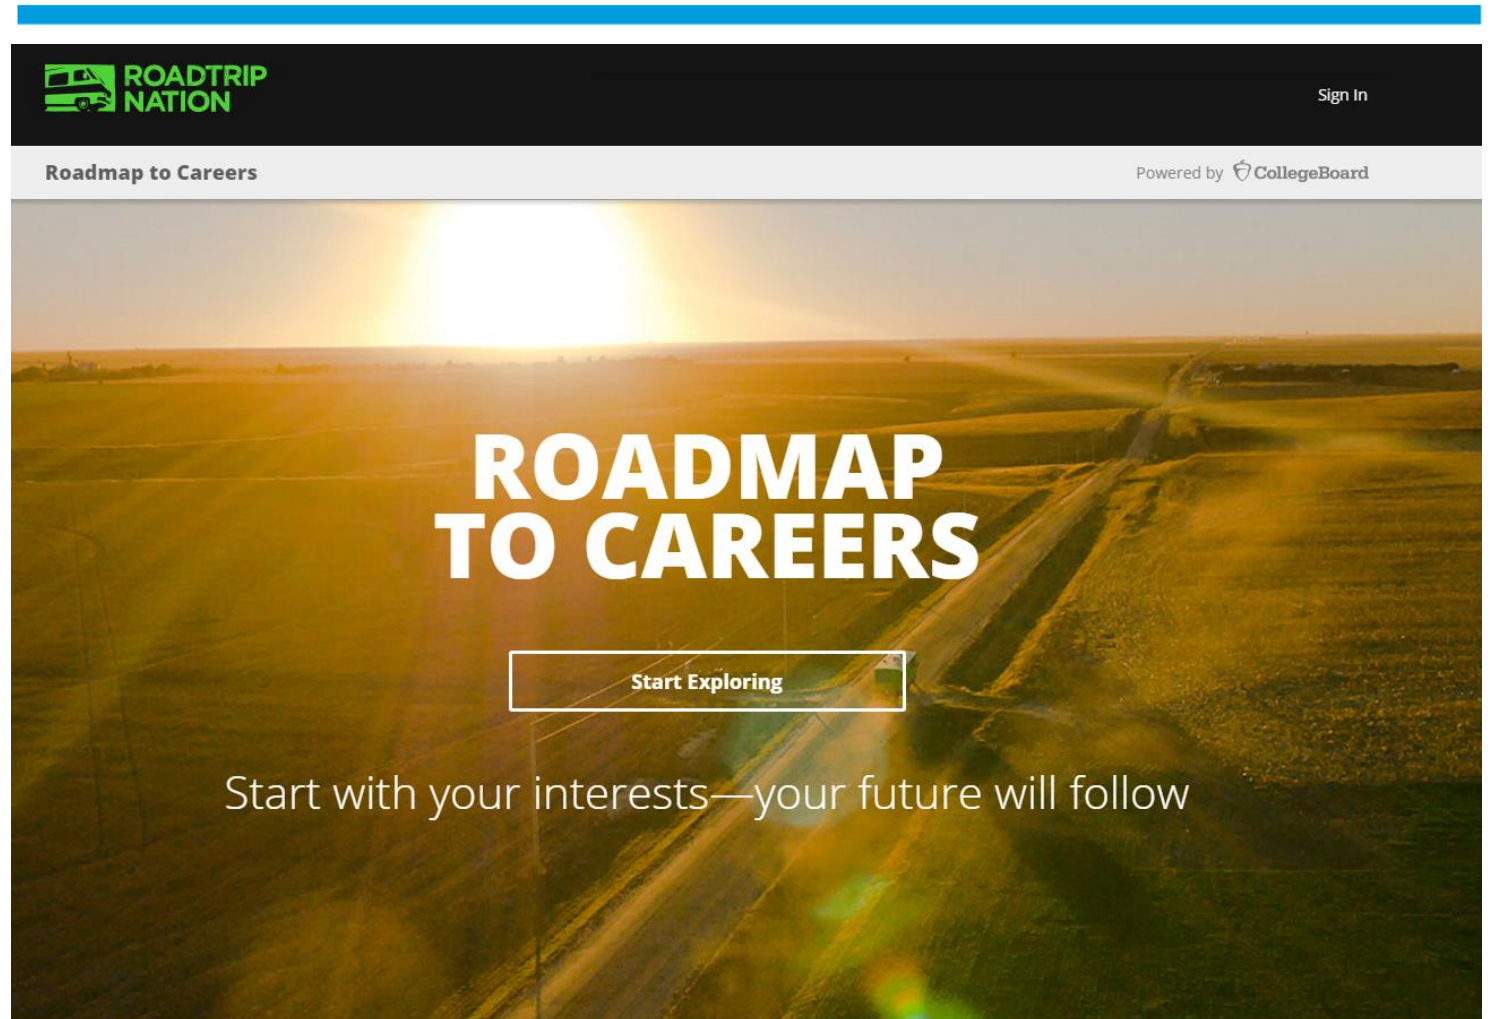 ROADTRIP
NATION
Sign In
Roadmap to Careers
Powered by CollegeBoard
ROADMAP
TO CAREERS
Start Exploring
Start with your interests—your future will follow